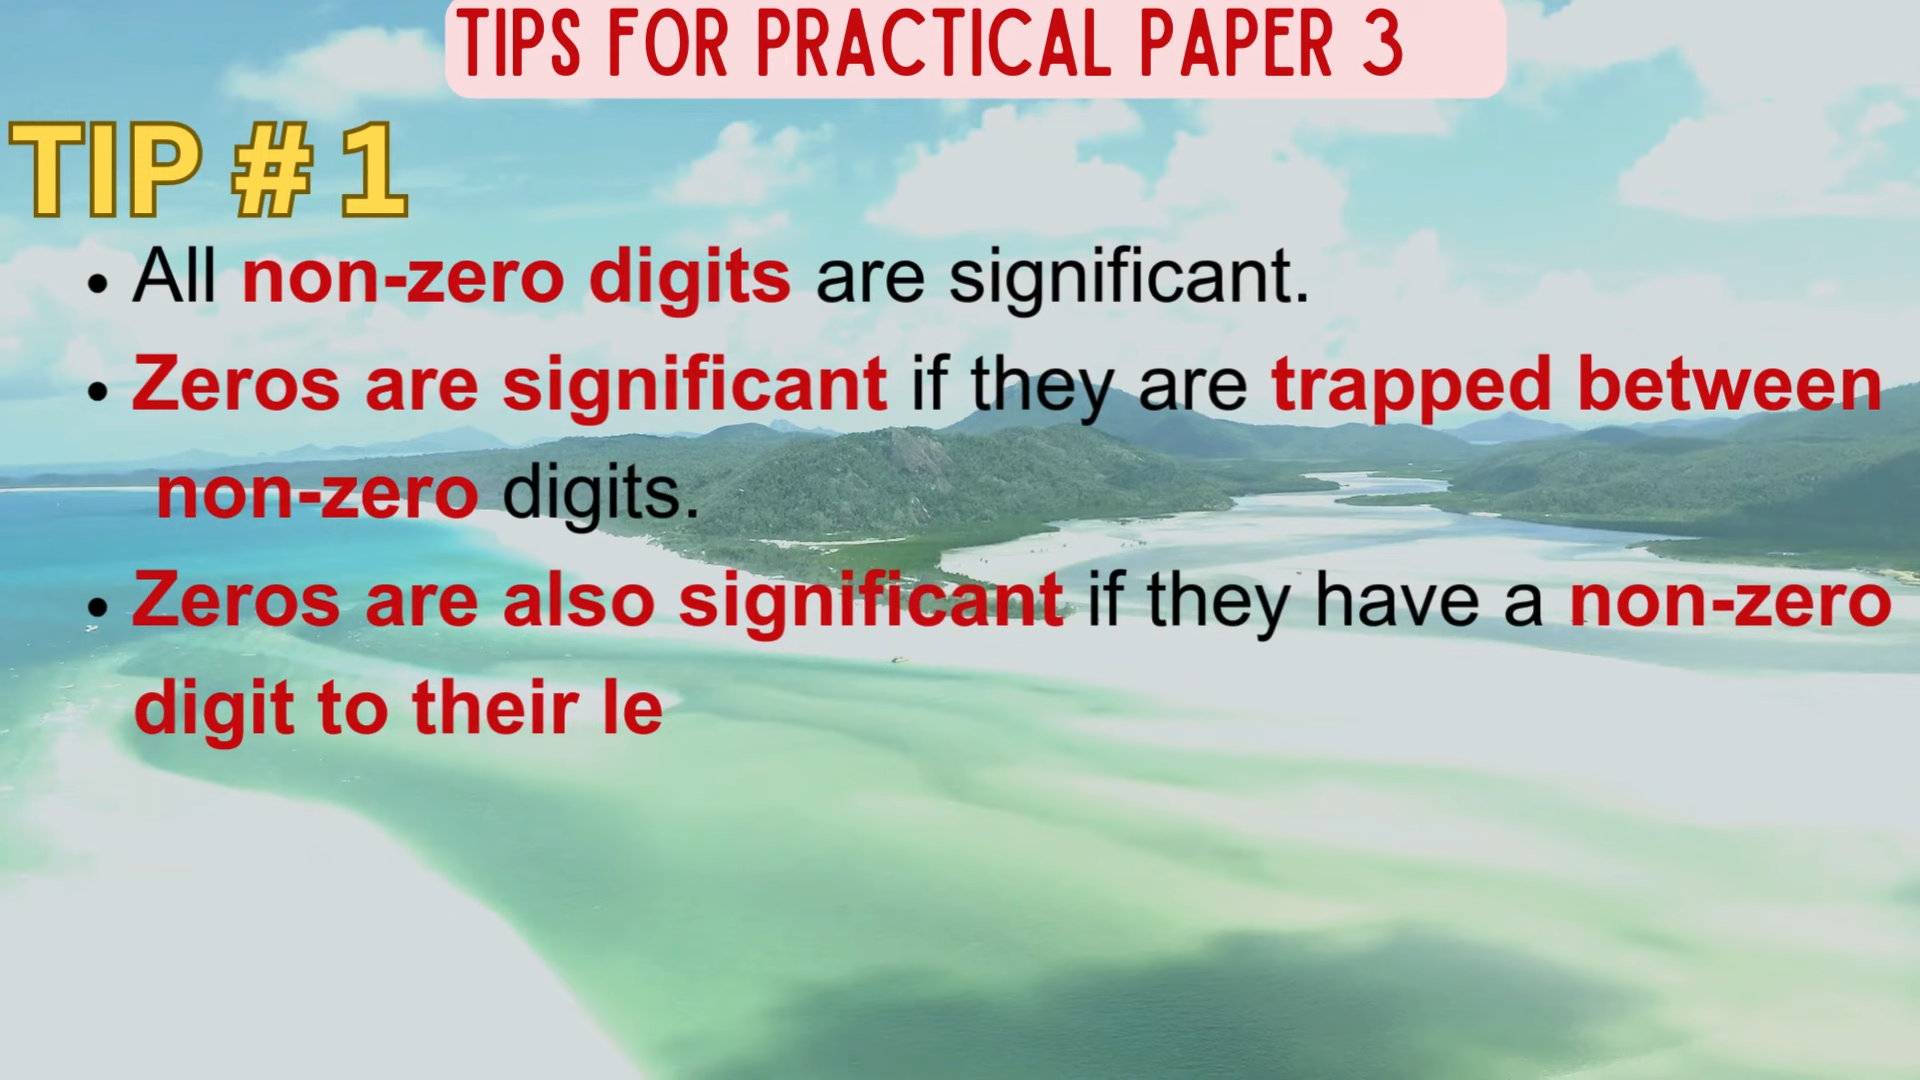 TIPS FOR PRACTICAL PAPER 3
TIP # 1
• All non-zero digits are significant.
• Zeros are significant if they are trapped between
non-zero digits.
• Zeros are also significant if they have a non-zero
digit to their le